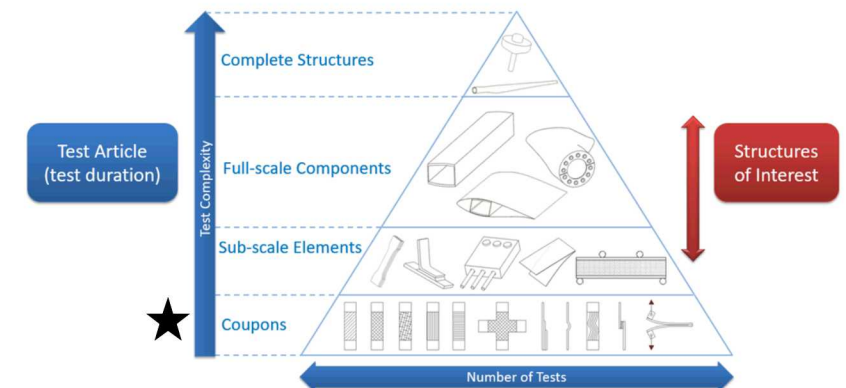 Complete Structures
Test Article
(test duration)
Test Complexity
Full-scale Components
Structures
of Interest
Sub-scale Elements
Coupons
Number of Tests